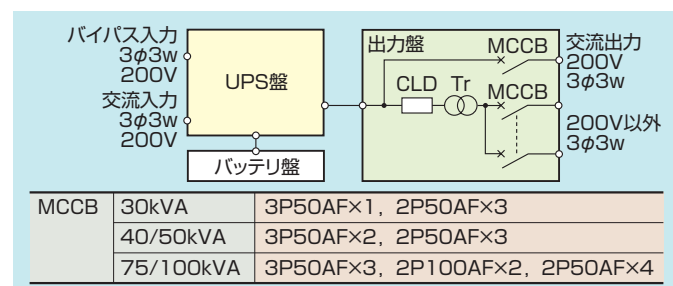 バイパス入力
3φ3w
200V
交流入力
3φ3w
200V
UPS盤
バッテリ盤
出力盤
MCCB
CLD
Tr
MCCB
交流出力
200V
3φ3w
200V以外
3φ3w
MCCB 30kVA 3P50AF×1, 2P50AF×3
40/50kVA 3P50AF×2, 2P50AF×3
75/100kVA 3P50AF×3, 2P100AF×2, 2P50AF×4